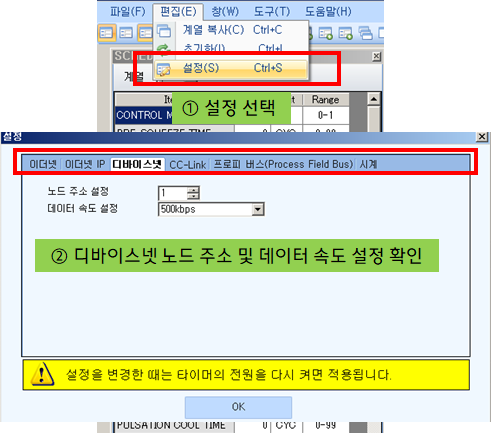 파일(F) 편집(E) 창(W) 도구(T) 도움말(H)
계열 복사(C) Ctrl+C
초기화(I) Ctrl+I
설정(S) Ctrl+S
계열
Range
① 설정 선택
CONTROL M 0-1
PRE-SQUEEZE TIME 0 CYC 0-99
설정
이더넷 이더넷 IP 디바이스넷 CC-Link 프로피 버스(Process Field Bus) 시계
노드 주소 설정 1
데이터 속도 설정 500kbps
② 디바이스넷 노드 주소 및 데이터 속도 설정 확인
설정을 변경한 때는 타이머의 전원을 다시 켜면 적용됩니다.
OK
PULSATION COOL TIME 0 CYC 0-99